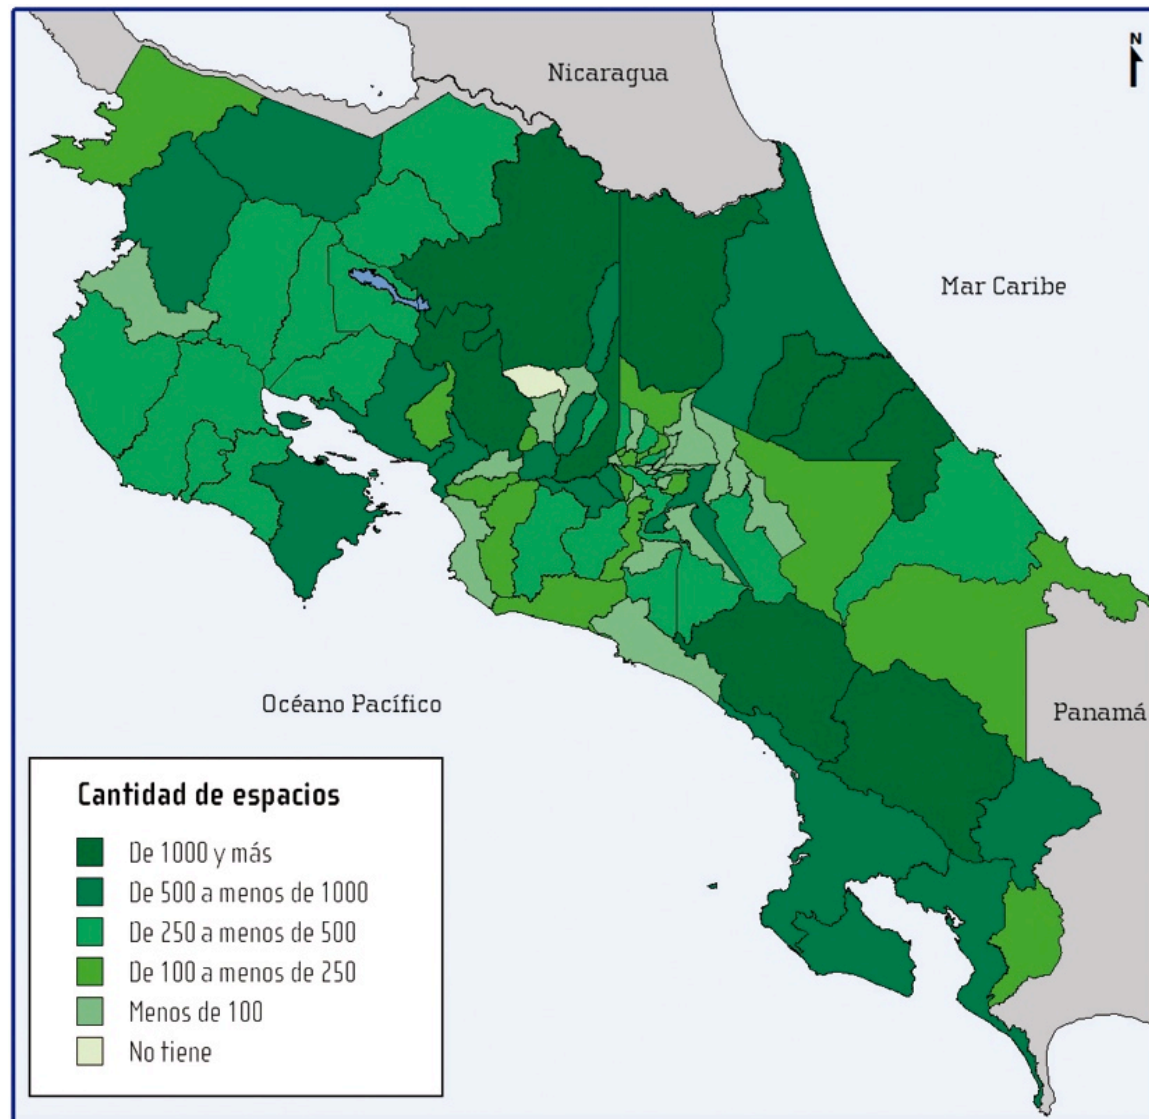 Nicaragua
N
Mar Caribe
Océano Pacífico
Panamá
Cantidad de espacios
De 1000 y más
De 500 a menos de 1000
De 250 a menos de 500
De 100 a menos de 250
Menos de 100
No tiene